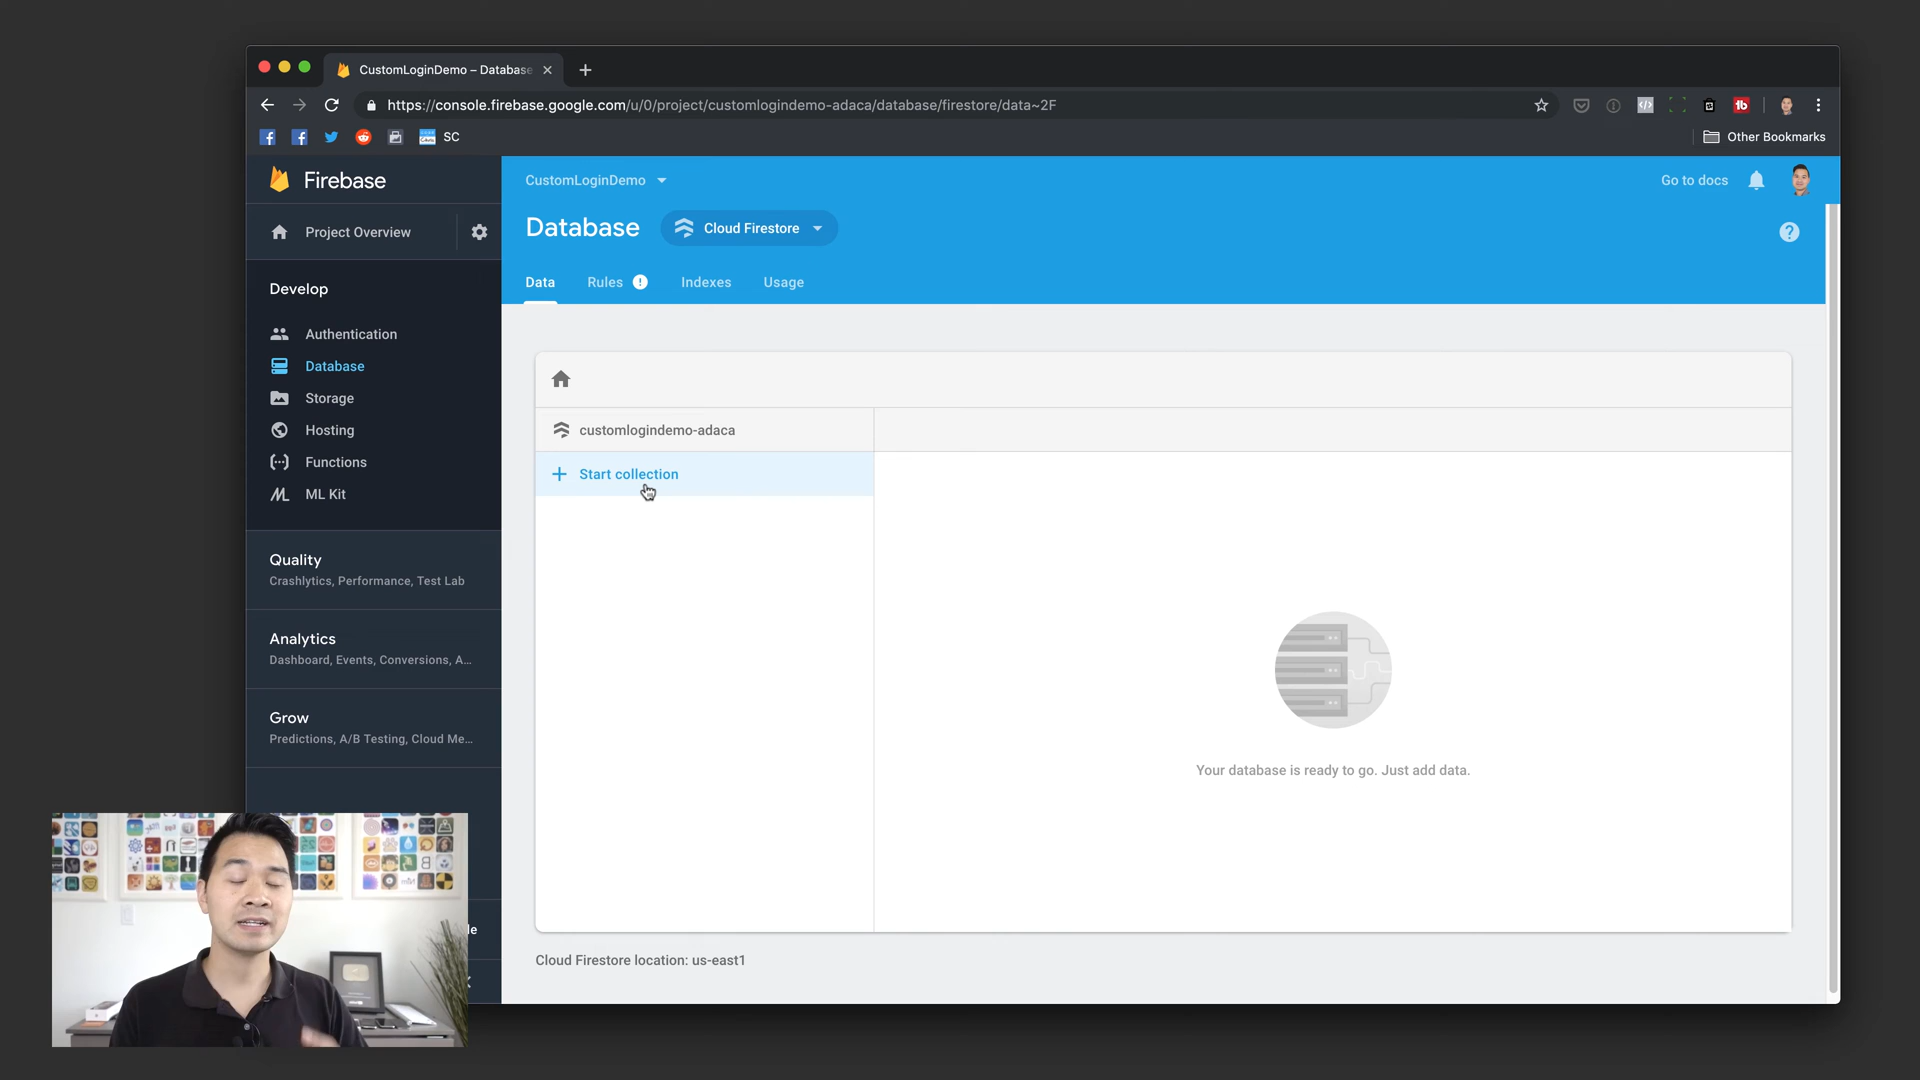 CustomLoginDemo – Database
https://console.firebase.google.com/u/0/project/customlogindemo-adaca/database/firestore/data~2F
SC
Other Bookmarks
Firebase
CustomLoginDemo
Go to docs
Project Overview
Database
Cloud Firestore
Data
Rules
Indexes
Usage
Develop
Authentication
Database
Storage
Hosting
Functions
ML Kit
customlogindemo-adaca
Start collection
Quality
Crashlytics, Performance, Test Lab
Analytics
Dashboard, Events, Conversions, A...
Grow
Predictions, A/B Testing, Cloud Me...
Your database is ready to go. Just add data.
Cloud Firestore location: us-east1